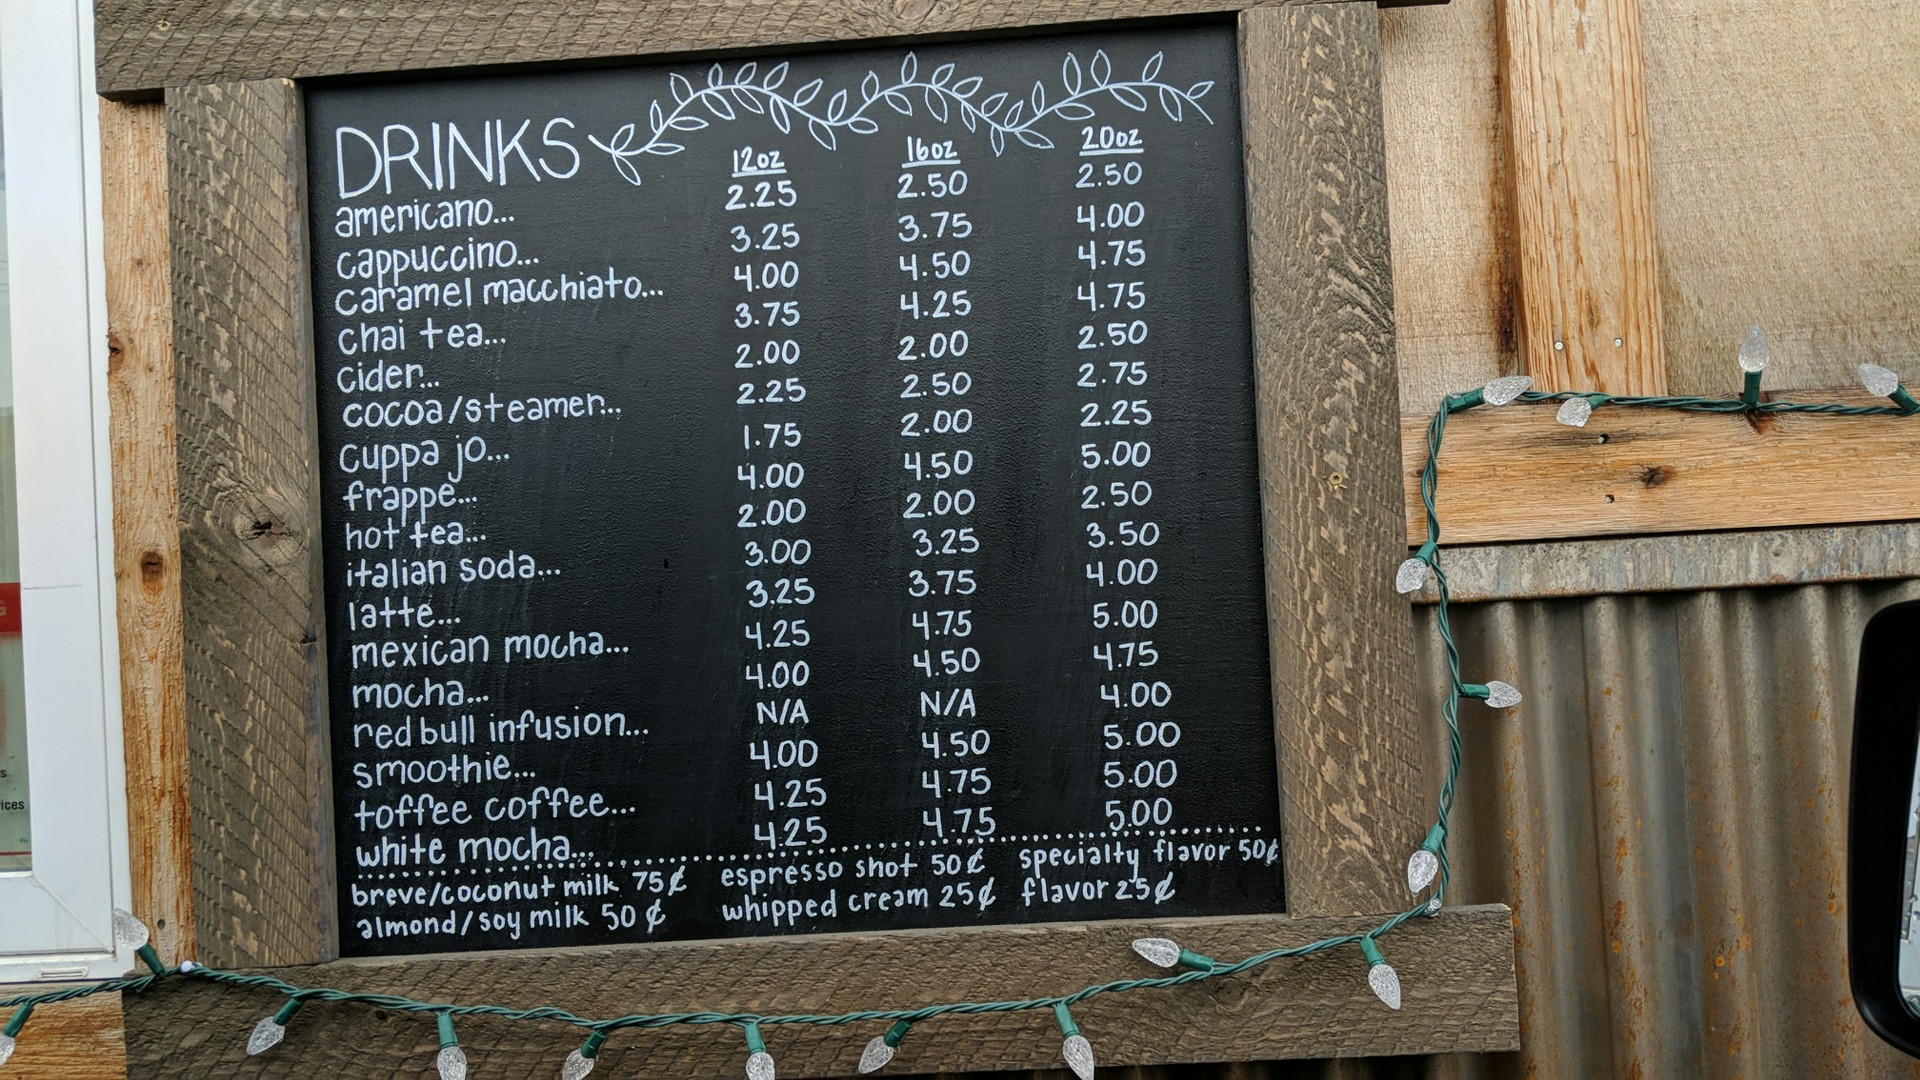 DRINKS 12oz 16oz 20oz
americano... 2.25 2.50 2.50
cappuccino... 3.25 3.75 4.00
caramel macchiato... 4.00 4.50 4.75
chai tea... 3.75 4.25 4.75
cider... 2.00 2.00 2.50
cocoa/steamer... 2.25 2.50 2.75
cuppa jo... 1.75 2.00 2.25
frappe... 4.00 4.50 5.00
hot tea... 2.00 2.00 2.50
italian soda... 3.00 3.25 3.50
latte... 3.25 3.75 4.00
mexican mocha... 4.25 4.75 5.00
mocha... 4.00 4.50 4.75
red bull infusion... N/A N/A 4.00
smoothie... 4.00 4.50 5.00
toffee coffee... 4.25 4.75 5.00
white mocha... 4.25 4.75 5.00
breve/coconut milk 75¢ espresso shot 50¢ specialty flavor 50¢
almond/soy milk 50¢ whipped cream 25¢ flavor 25¢